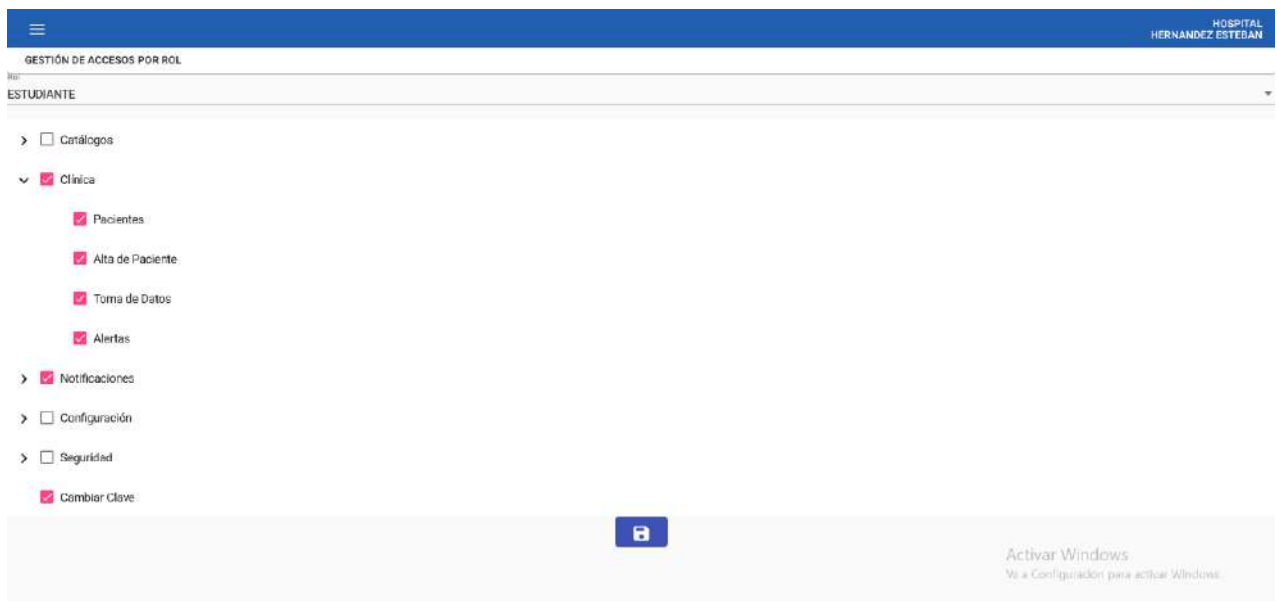 HOSPITAL
HERNANDEZ ESTEBAN
GESTIÓN DE ACCESOS POR ROL
Rol
ESTUDIANTE
Catálogos
Clínica
Pacientes
Alta de Paciente
Toma de Datos
Alertas
Notificaciones
Configuración
Seguridad
Cambiar Clave
Activar Windows
Ve a Configuración para activar Windows.